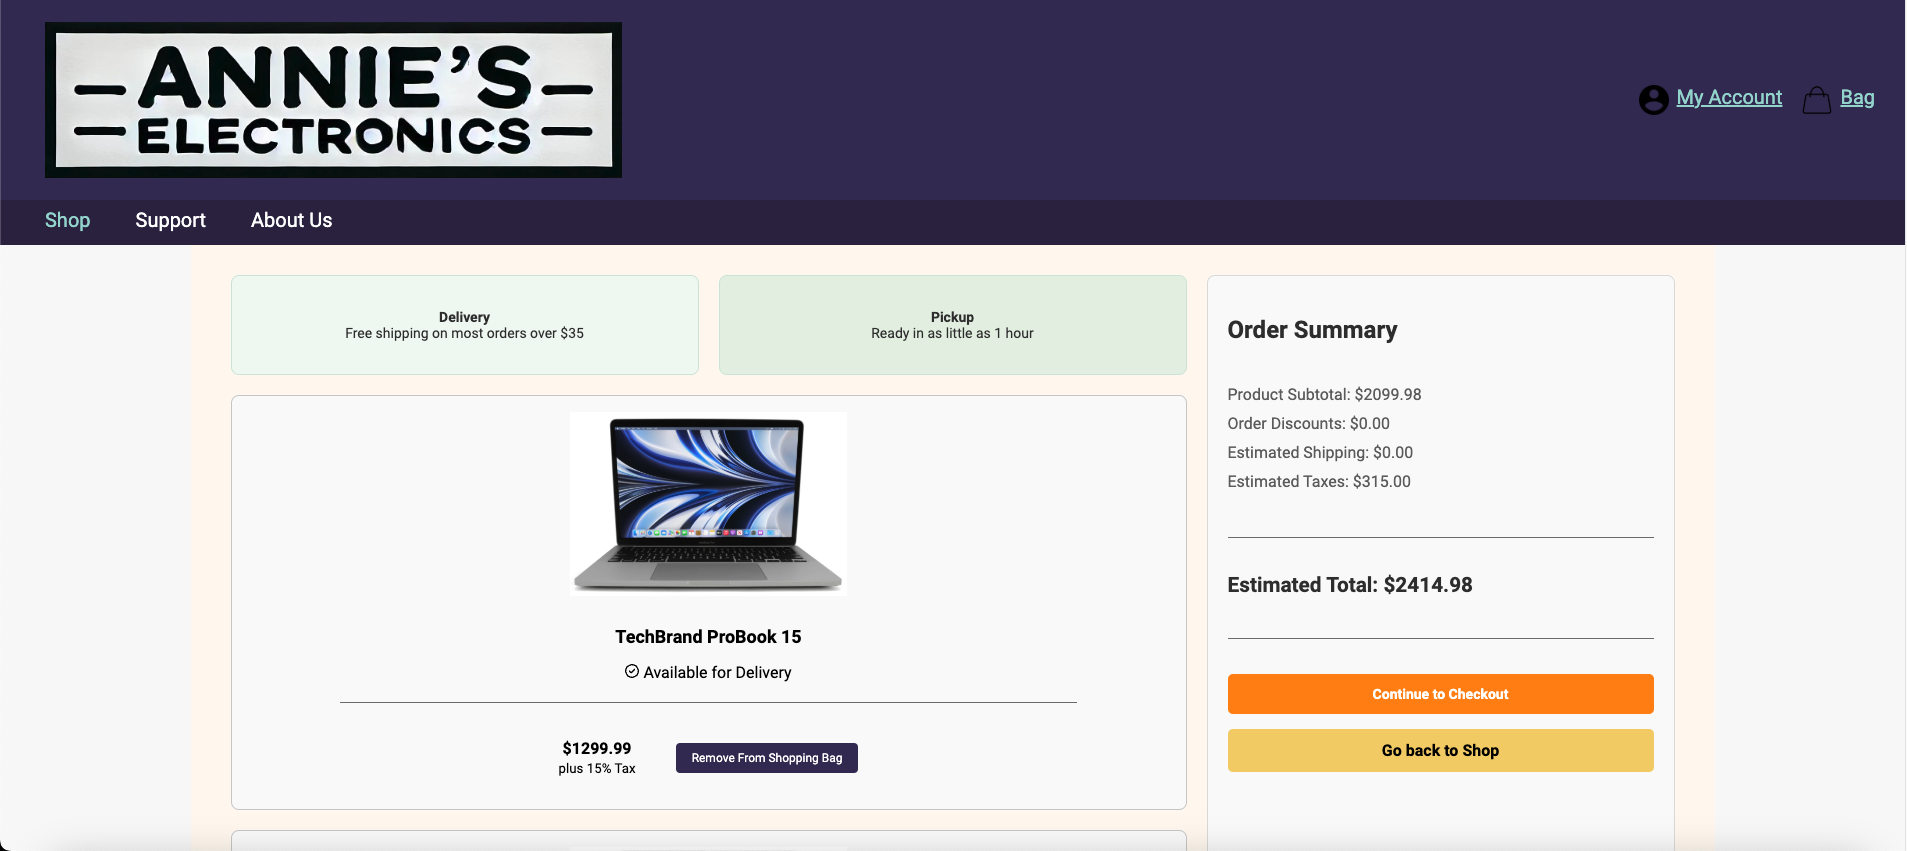 ANNIE'S
ELECTRONICS
My Account
Bag
Shop
Support
About Us
Delivery
Free shipping on most orders over $35
Pickup
Ready in as little as 1 hour
TechBrand ProBook 15
Available for Delivery
$1299.99
plus 15% Tax
Remove From Shopping Bag
Order Summary
Product Subtotal: $2099.98
Order Discounts: $0.00
Estimated Shipping: $0.00
Estimated Taxes: $315.00
Estimated Total: $2414.98
Continue to Checkout
Go back to Shop